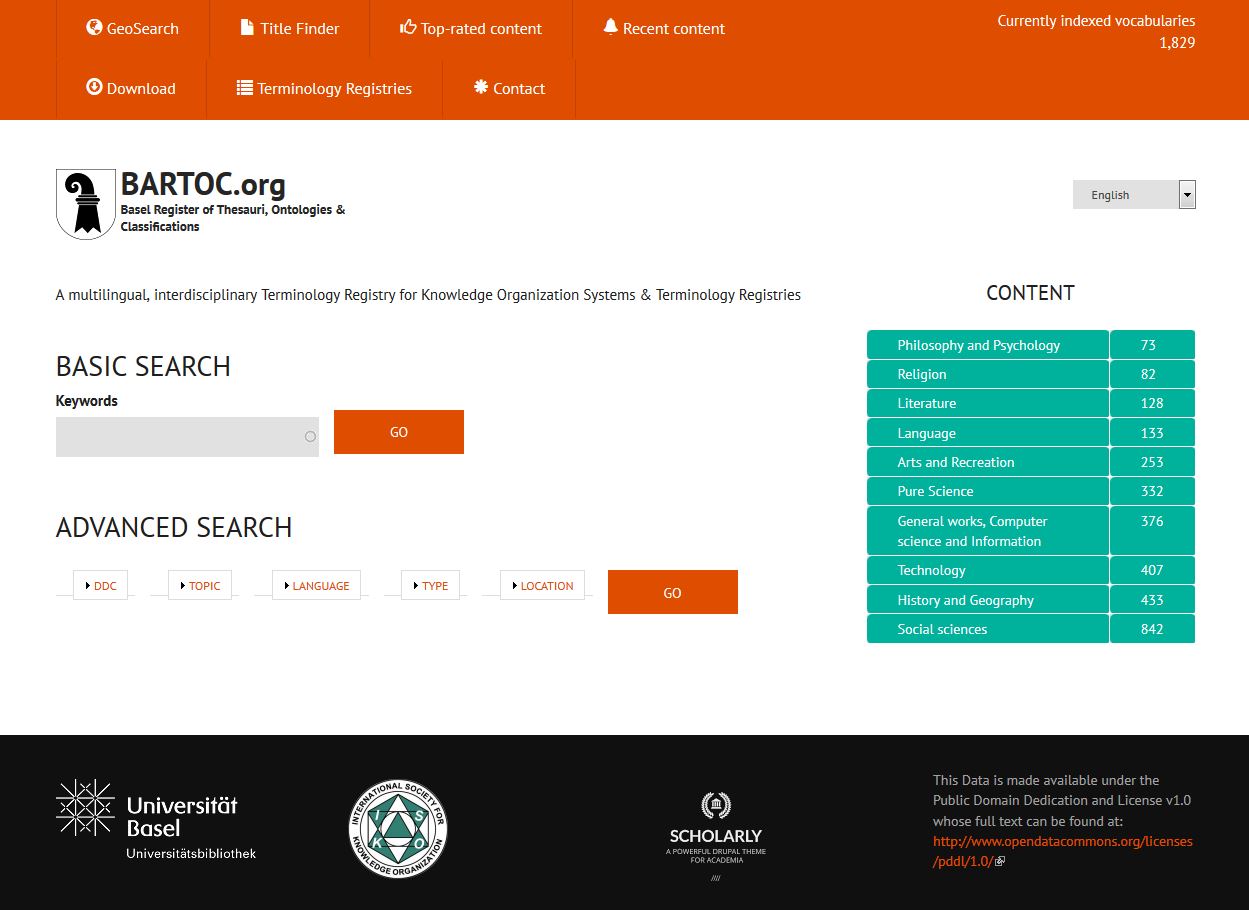 GeoSearch
Title Finder
Top-rated content
Recent content
Currently indexed vocabularies
1,829
Download
Terminology Registries
Contact
BARTOC.org
Basel Register of Thesauri, Ontologies &
Classifications
English
A multilingual, interdisciplinary Terminology Registry for Knowledge Organization Systems & Terminology Registries
BASIC SEARCH
Keywords
GO
ADVANCED SEARCH
DDC
TOPIC
LANGUAGE
TYPE
LOCATION
GO
CONTENT
Philosophy and Psychology 73
Religion 82
Literature 128
Language 133
Arts and Recreation 253
Pure Science 332
General works, Computer 376
science and Information
Technology 407
History and Geography 433
Social sciences 842
Universität
Basel
Universitätsbibliothek
INTERNATIONAL SOCIETY FOR
KNOWLEDGE ORGANIZATION
I S
K O
SCHOLARLY
A POWERFUL DRUPAL THEME
FOR ACADEMIA
////
This Data is made available under the
Public Domain Dedication and License v1.0
whose full text can be found at:
http://www.opendatacommons.org/licenses
/pddl/1.0/